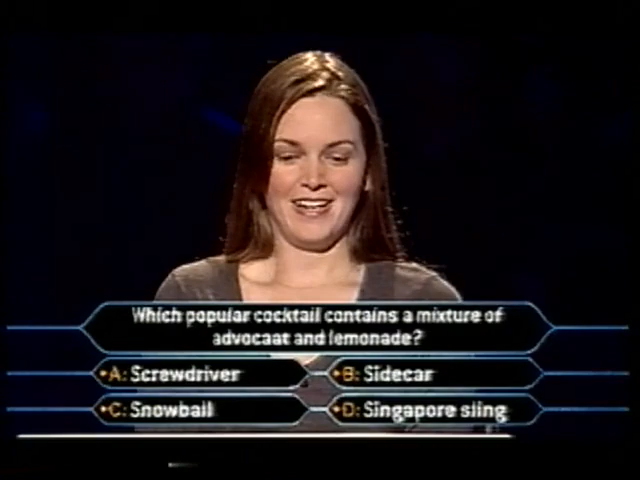 Which popular cocktail contains a mixture of
advocaat and lemonade?
A: Screwdriver
B: Sidecar
C: Snowball
D: Singapore sling